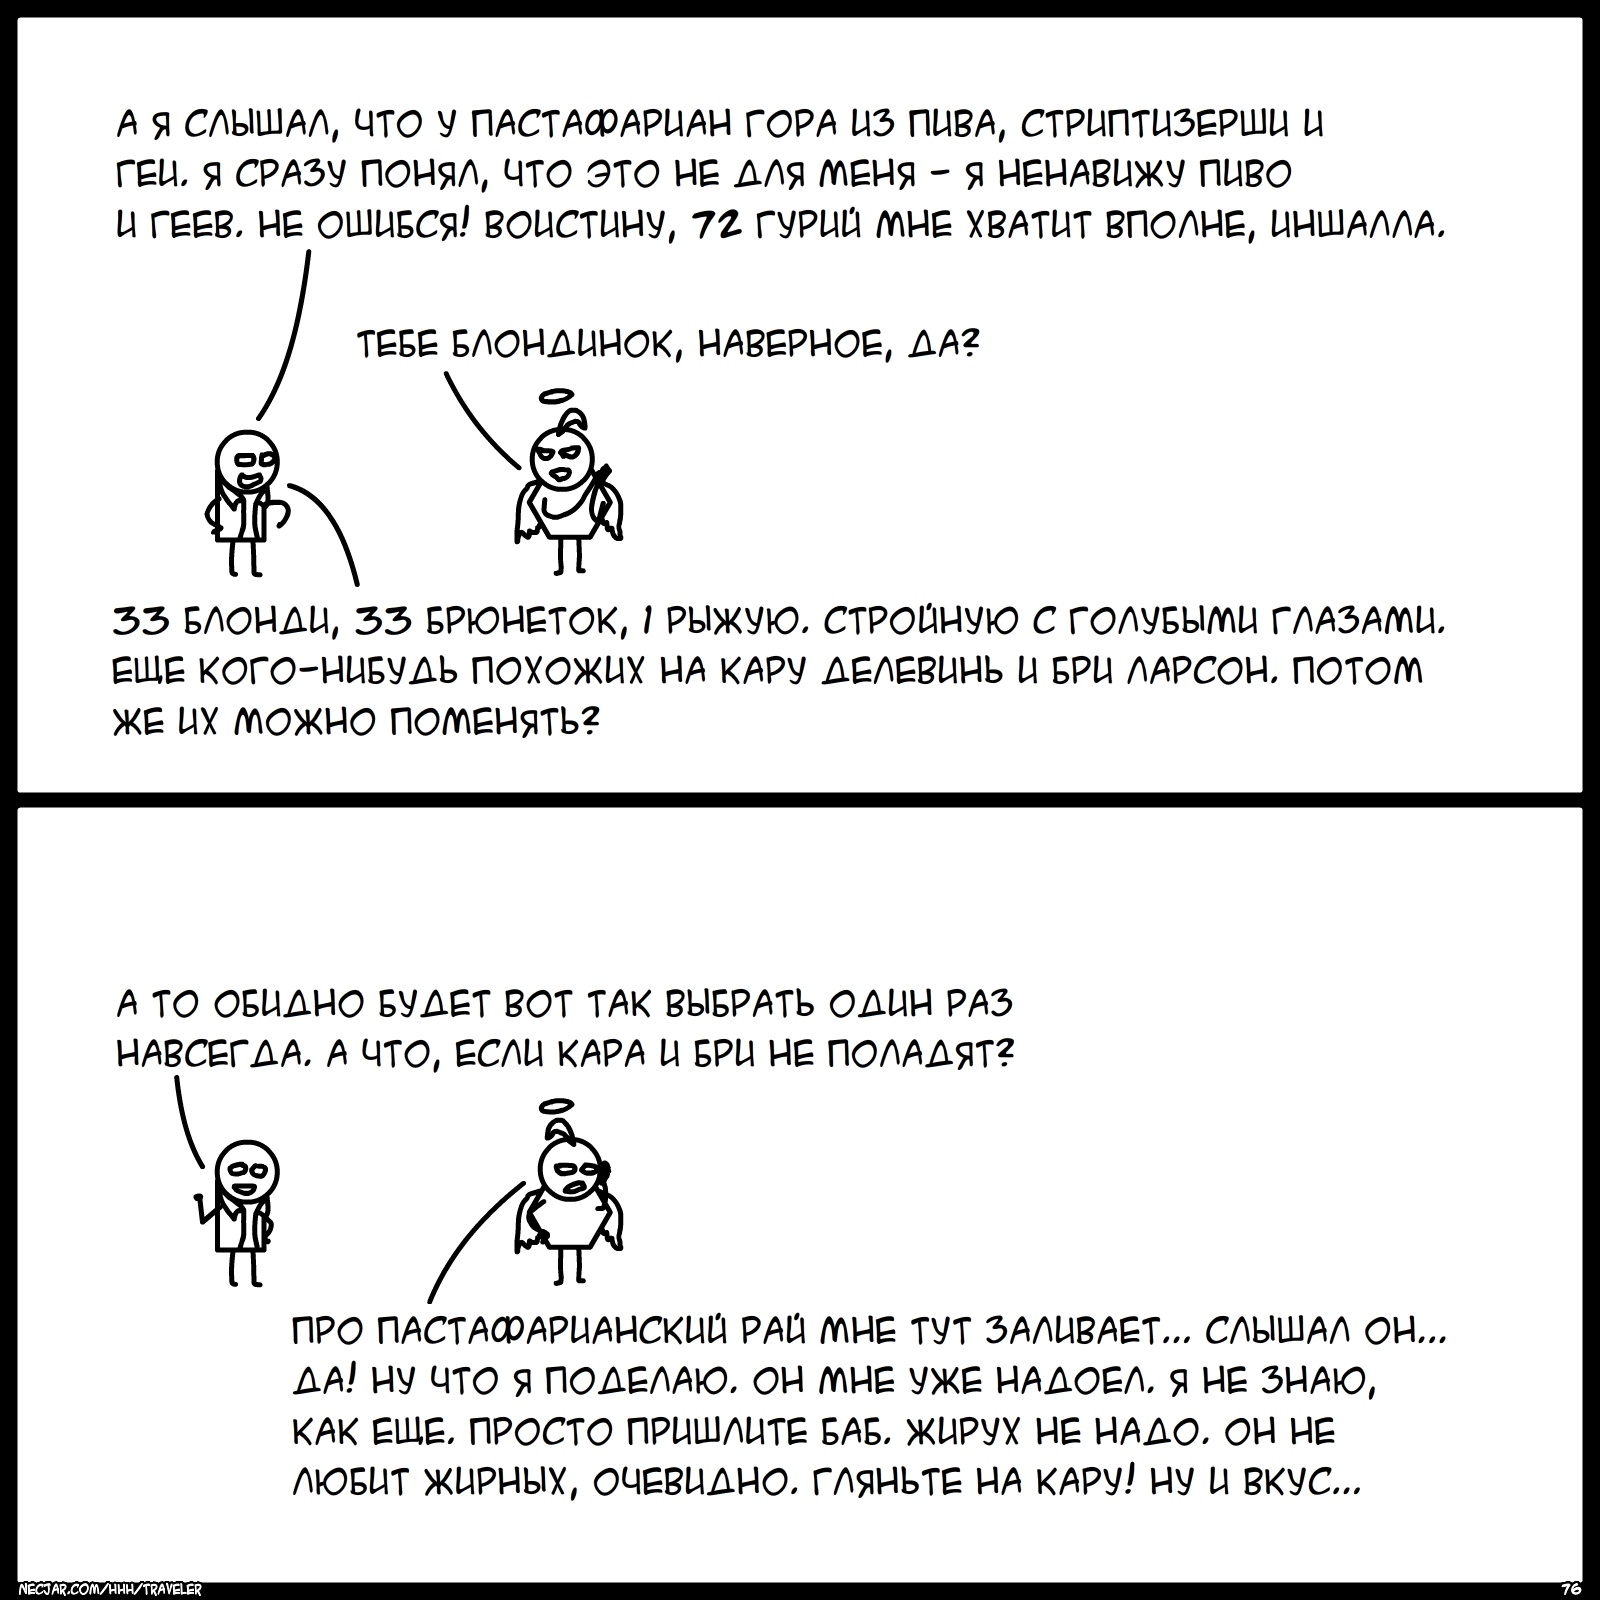 А Я СЛЫШАЛ, ЧТО У ПАСТАФАРИАН ГОРА ИЗ ПИВА, СТРИПТИЗЕРШИ И
ГЕИ. Я СРАЗУ ПОНЯЛ, ЧТО ЭТО НЕ ДЛЯ МЕНЯ – Я НЕНАВИЖУ ПИВО
И ГЕЕВ. НЕ ОШИБСЯ! ВОИСТИНУ, 72 ГУРИЙ МНЕ ХВАТИТ ВПОЛНЕ, ИНШАЛЛА.
ТЕБЕ БЛОНДИНОК, НАВЕРНОЕ, ДА?
33 БЛОНДИ, 33 БРЮНЕТОК, 1 РЫЖУЮ. СТРОЙНУЮ С ГОЛУБЫМИ ГЛАЗАМИ.
ЕЩЕ КОГО-НИБУДЬ ПОХОЖИХ НА КАРУ ДЕЛЕВИНЬ И БРИ ЛАРСОН. ПОТОМ
ЖЕ ИХ МОЖНО ПОМЕНЯТЬ?
А ТО ОБИДНО БУДЕТ ВОТ ТАК ВЫБРАТЬ ОДИН РАЗ
НАВСЕГДА. А ЧТО, ЕСЛИ КАРА И БРИ НЕ ПОЛАДЯТ?
ПРО ПАСТАФАРИАНСКИЙ РАЙ МНЕ ТУТ ЗАЛИВАЕТ... СЛЫШАЛ ОН...
ДА! НУ ЧТО Я ПОДЕЛАЮ. ОН МНЕ УЖЕ НАДОЕЛ. Я НЕ ЗНАЮ,
КАК ЕЩЕ. ПРОСТО ПРИШЛИТЕ БАБ. ЖИРУХ НЕ НАДО. ОН НЕ
ЛЮБИТ ЖИРНЫХ, ОЧЕВИДНО. ГЛЯНЬТЕ НА КАРУ! НУ И ВКУС...
NECJAR.COM/HHH/TRAVELER
76